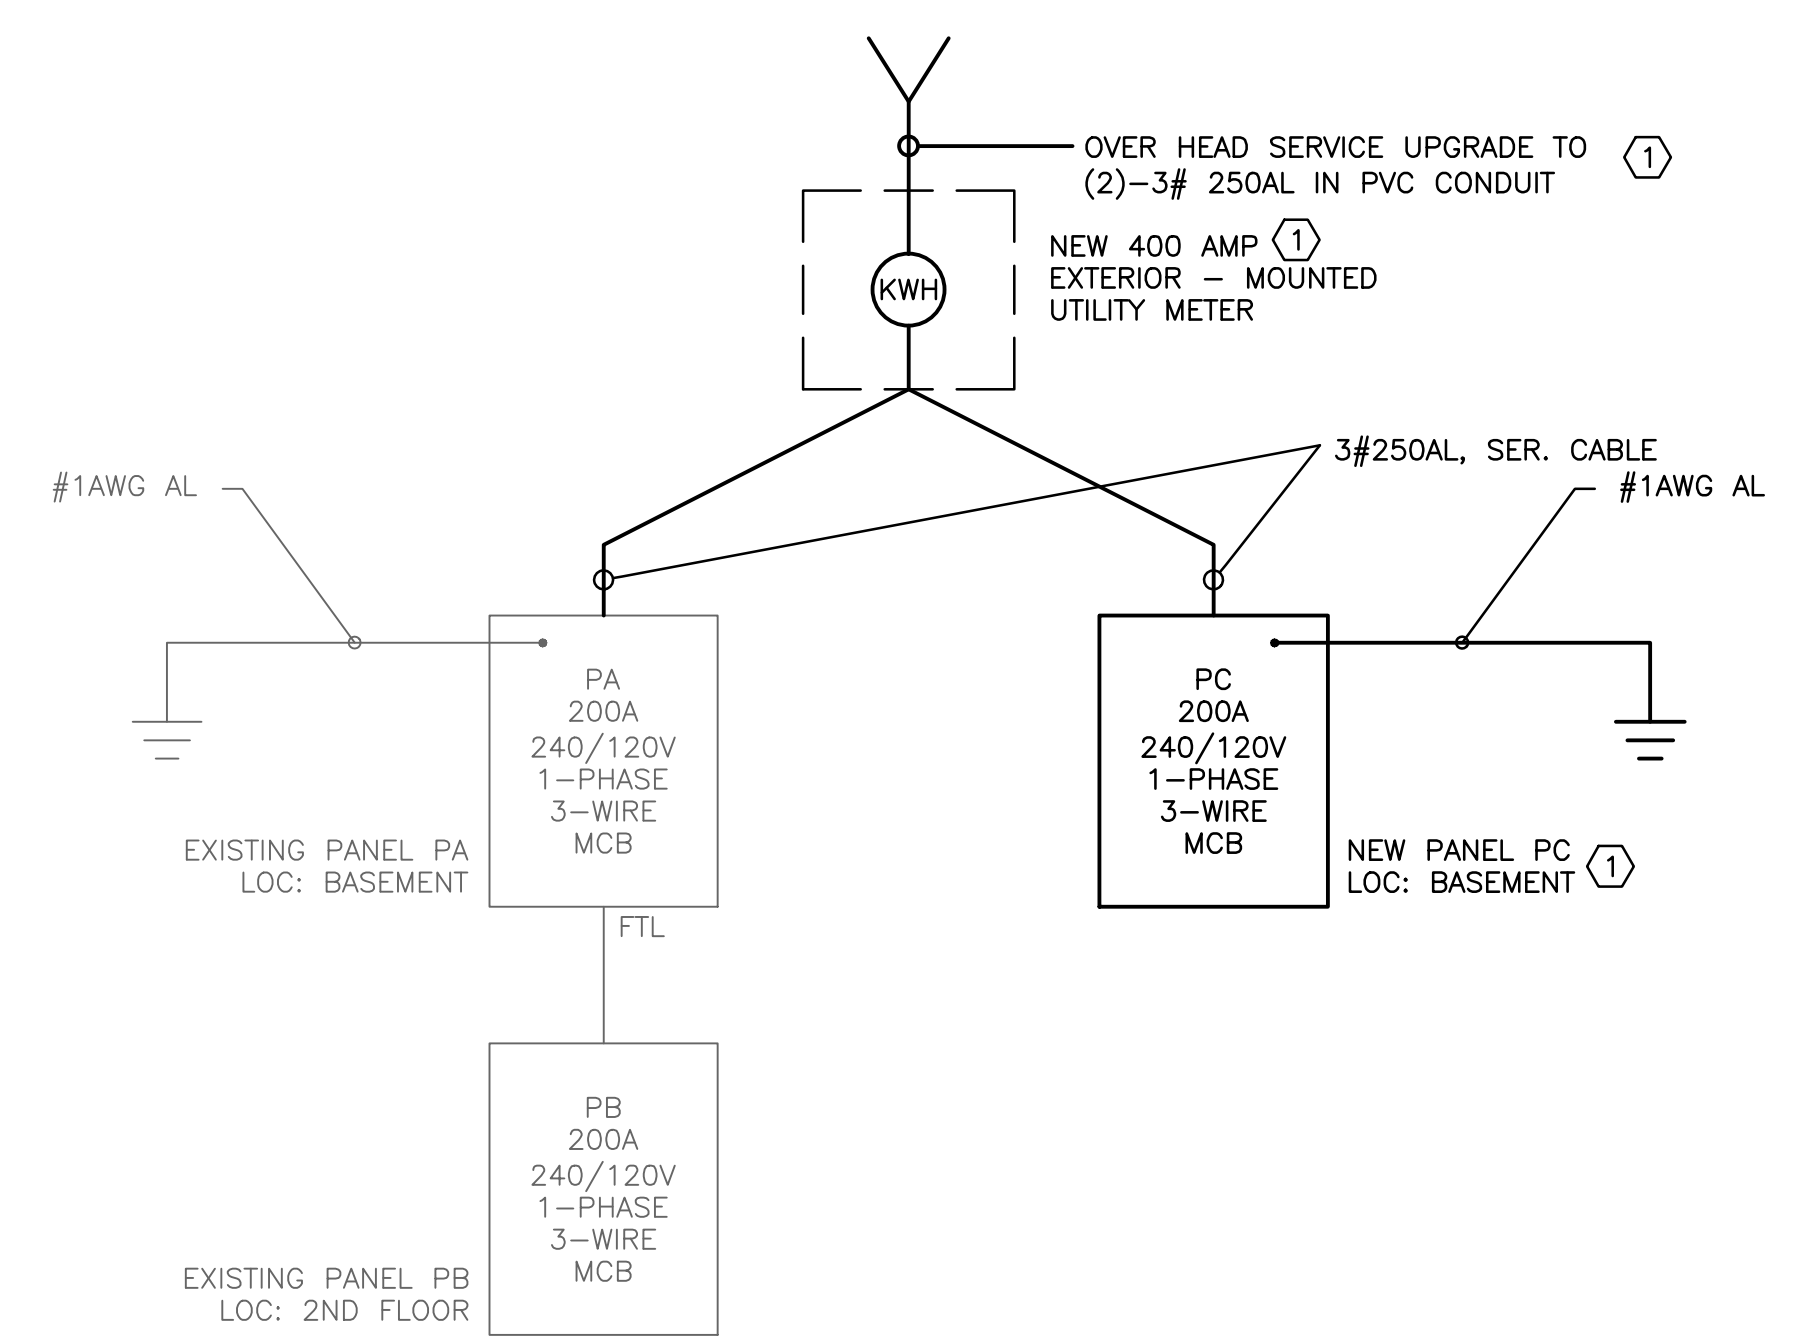 OVER HEAD SERVICE UPGRADE TO 1
(2)-3# 250AL IN PVC CONDUIT
NEW 400 AMP 1
EXTERIOR - MOUNTED
UTILITY METER
KWH
3#250AL, SER. CABLE
#1AWG AL
#1AWG AL
PA
200A
240/120V
1-PHASE
3-WIRE
MCB
EXISTING PANEL PA
LOC: BASEMENT
FTL
PC
200A
240/120V
1-PHASE
3-WIRE
MCB
NEW PANEL PC
LOC: BASEMENT 1
PB
200A
240/120V
1-PHASE
3-WIRE
MCB
EXISTING PANEL PB
LOC: 2ND FLOOR